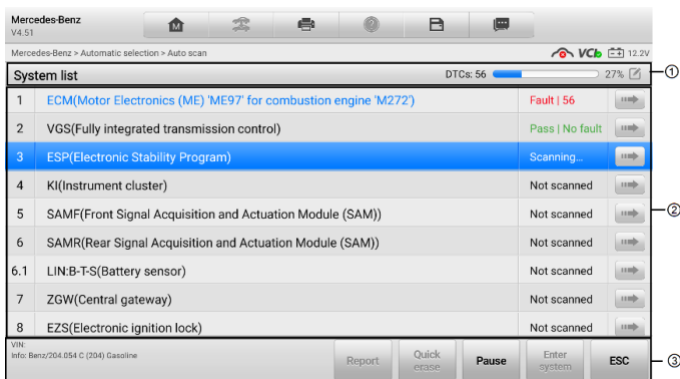 Mercedes-Benz
V4.51
Mercedes-Benz > Automatic selection > Auto scan
VCI 12.2V
System list DTCs: 56 27% ①
1 ECM(Motor Electronics (ME) 'ME97' for combustion engine 'M272') Fault | 56
2 VGS(Fully integrated transmission control) Pass | No fault
3 ESP(Electronic Stability Program) Scanning...
4 KI(Instrument cluster) Not scanned
5 SAMF(Front Signal Acquisition and Actuation Module (SAM)) Not scanned ②
6 SAMR(Rear Signal Acquisition and Actuation Module (SAM)) Not scanned
6.1 LIN:B-T-S(Battery sensor) Not scanned
7 ZGW(Central gateway) Not scanned
8 EZS(Electronic ignition lock) Not scanned
VIN:
Info: Benz/204.054 C (204) Gasoline
Report Quick erase Pause Enter system ESC ③